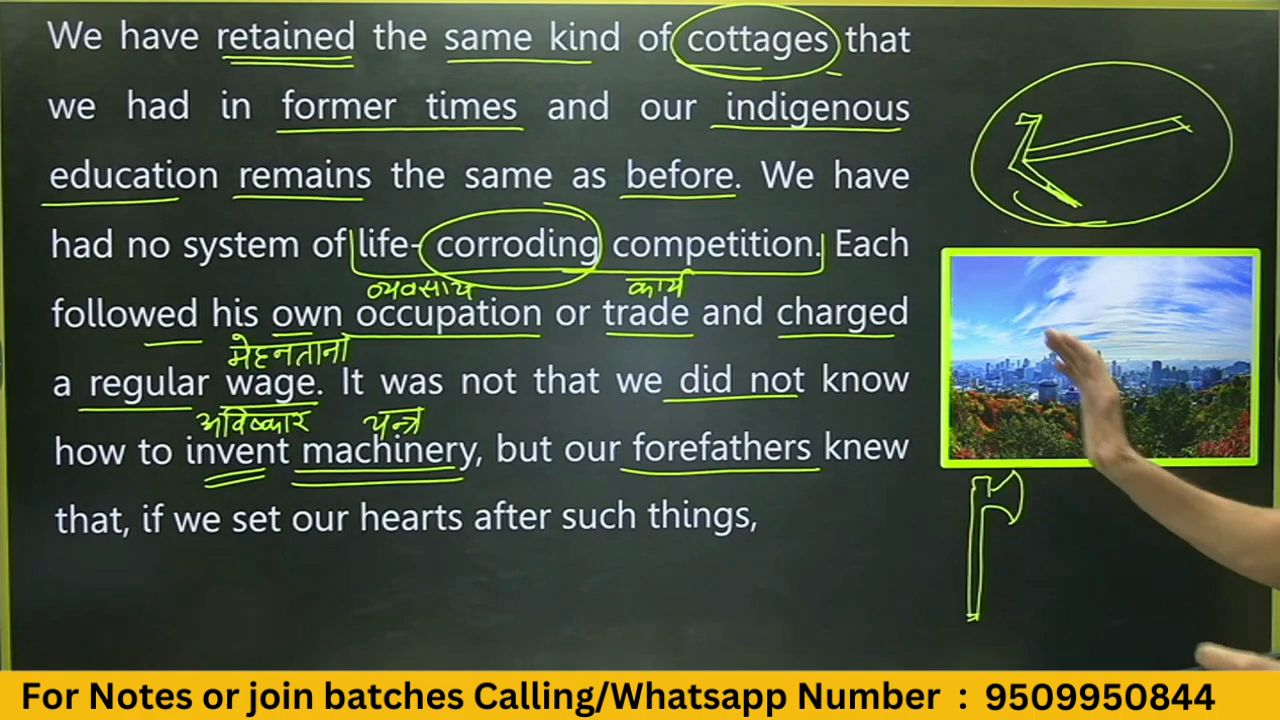 We have retained the same kind of cottages that
we had in former times and our indigenous
education remains the same as before. We have
had no system of life- corroding competition. Each
व्यवसाय कार्य
followed his own occupation or trade and charged
मेहनताना
a regular wage. It was not that we did not know
अविष्कार यन्त्र
how to invent machinery, but our forefathers knew
that, if we set our hearts after such things,
For Notes or join batches Calling/Whatsapp Number : 9509950844